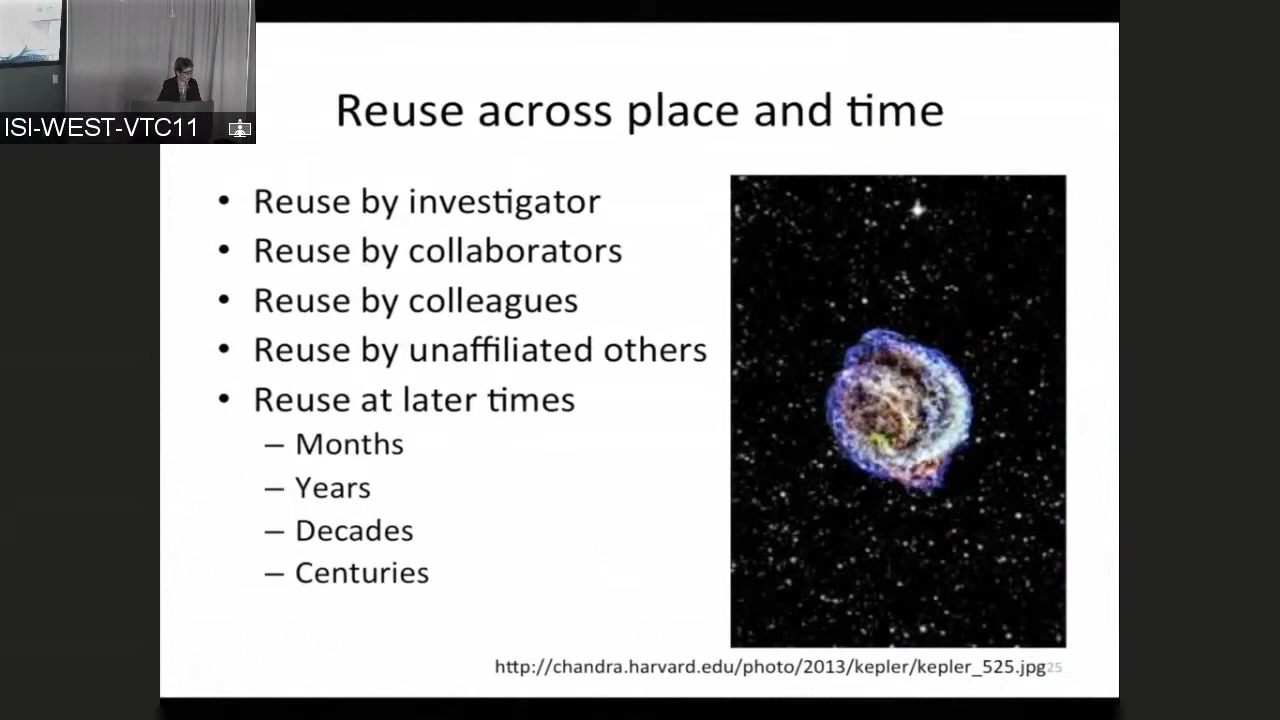 ISI-WEST-VTC11
Reuse across place and time
• Reuse by investigator
• Reuse by collaborators
• Reuse by colleagues
• Reuse by unaffiliated others
• Reuse at later times
– Months
– Years
– Decades
– Centuries
http://chandra.harvard.edu/photo/2013/kepler/kepler_525.jpg
25